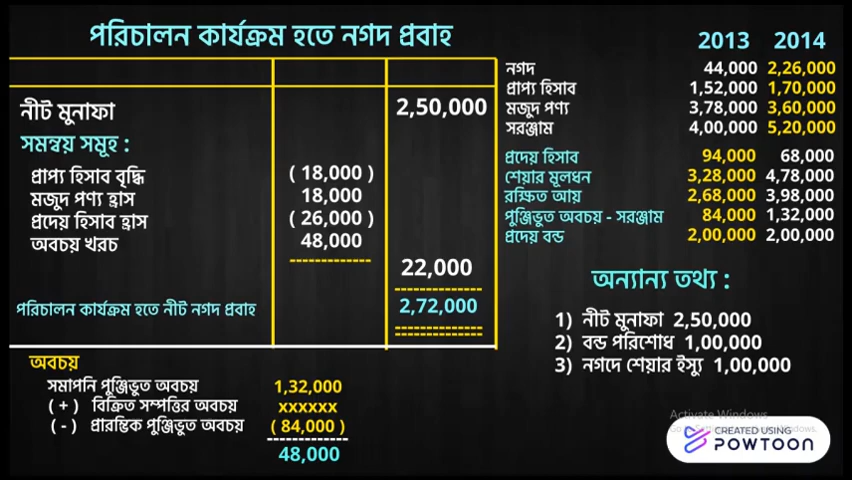 পরিচালন কার্যক্রম হতে নগদ প্রবাহ
নীট মুনাফা 2,50,000
সমন্বয় সমূহ :
প্রাপ্য হিসাব বৃদ্ধি ( 18,000 )
মজুদ পণ্য হ্রাস 18,000
প্রদেয় হিসাব হ্রাস ( 26,000 )
অবচয় খরচ 48,000
22,000
পরিচালন কার্যক্রম হতে নীট নগদ প্রবাহ 2,72,000
অবচয়
সমাপনি পুঞ্জিভুত অবচয় 1,32,000
( + ) বিক্রিত সম্পত্তির অবচয় xxxxxx
( - ) প্রারম্ভিক পুঞ্জিভুত অবচয় ( 84,000 )
48,000
2013 2014
নগদ 44,000 2,26,000
প্রাপ্য হিসাব 1,52,000 1,70,000
মজুদ পণ্য 3,78,000 3,60,000
সরঞ্জাম 4,00,000 5,20,000
প্রদেয় হিসাব 94,000 68,000
শেয়ার মূলধন 3,28,000 4,78,000
রক্ষিত আয় 2,68,000 3,98,000
পুঞ্জিভুত অবচয় - সরঞ্জাম 84,000 1,32,000
প্রদেয় বন্ড 2,00,000 2,00,000
অন্যান্য তথ্য :
1) নীট মুনাফা 2,50,000
2) বন্ড পরিশোধ 1,00,000
3) নগদে শেয়ার ইস্যু 1,00,000
Activate Windows
CREATED USING
POWTOON